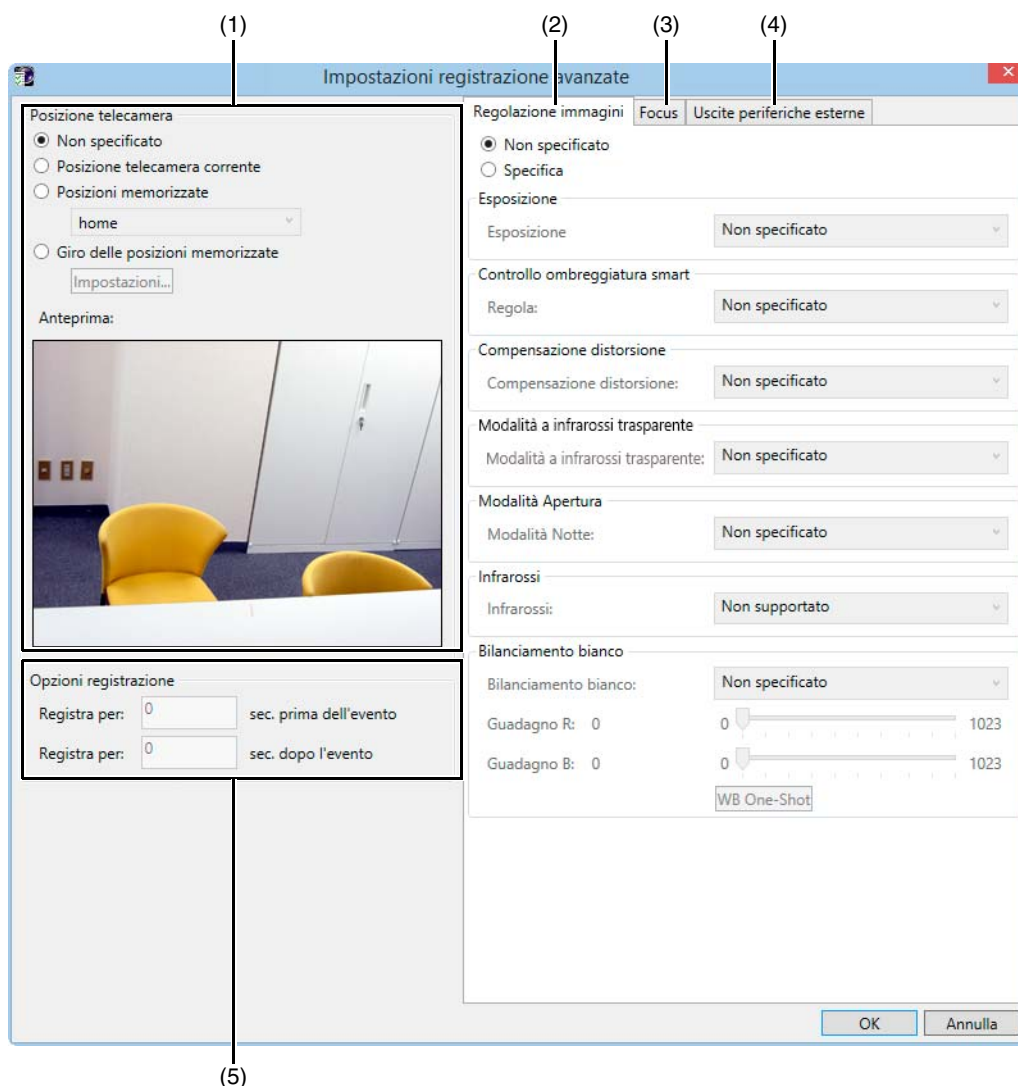 (1)
(2)
(3)
(4)
Impostazioni registrazione avanzate
Posizione telecamera
Non specificato
Posizione telecamera corrente
Posizioni memorizzate
home
Giro delle posizioni memorizzate
Impostazioni...
Anteprima:
Opzioni registrazione
Registra per: 0 sec. prima dell'evento
Registra per: 0 sec. dopo l'evento
Regolazione immagini
Focus
Uscite periferiche esterne
Non specificato
Specifica
Esposizione
Esposizione Non specificato
Controllo ombreggiatura smart
Regola: Non specificato
Compensazione distorsione
Compensazione distorsione: Non specificato
Modalità a infrarossi trasparente
Modalità a infrarossi trasparente: Non specificato
Modalità Apertura
Modalità Notte: Non specificato
Infrarossi
Infrarossi: Non supportato
Bilanciamento bianco
Bilanciamento bianco: Non specificato
Guadagno R: 0 0 1023
Guadagno B: 0 0 1023
WB One-Shot
OK
Annulla
(5)